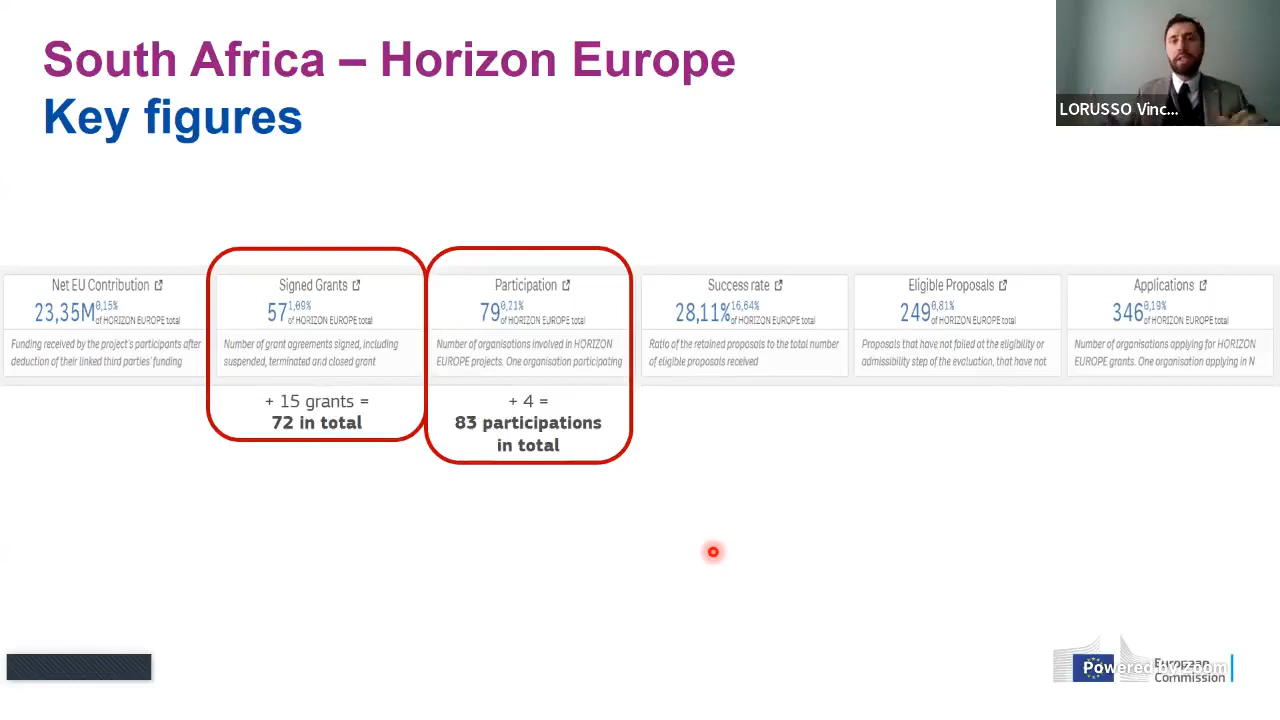 South Africa – Horizon Europe
Key figures
LORUSSO Vinc...
Net EU Contribution
23,35M 0,15%
of HORIZON EUROPE total
Funding received by the project's participants after
deduction of their linked third parties' funding
Signed Grants
57 1,09%
of HORIZON EUROPE total
Number of grant agreements signed, including
suspended, terminated and closed grant
+ 15 grants =
72 in total
Participation
79 0,21%
of HORIZON EUROPE total
Number of organisations involved in HORIZON
EUROPE projects. One organisation participating
+ 4 =
83 participations
in total
Success rate
28,11% 16,64%
of HORIZON EUROPE total
Ratio of the retained proposals to the total number
of eligible proposals received
Eligible Proposals
249 0,81%
of HORIZON EUROPE total
Proposals that have not failed at the eligibility or
admissibility step of the evaluation, that have not
Applications
346 0,19%
of HORIZON EUROPE total
Number of organisations applying for HORIZON
EUROPE grants. One organisation applying in N
Powered by Zoom
European
Commission